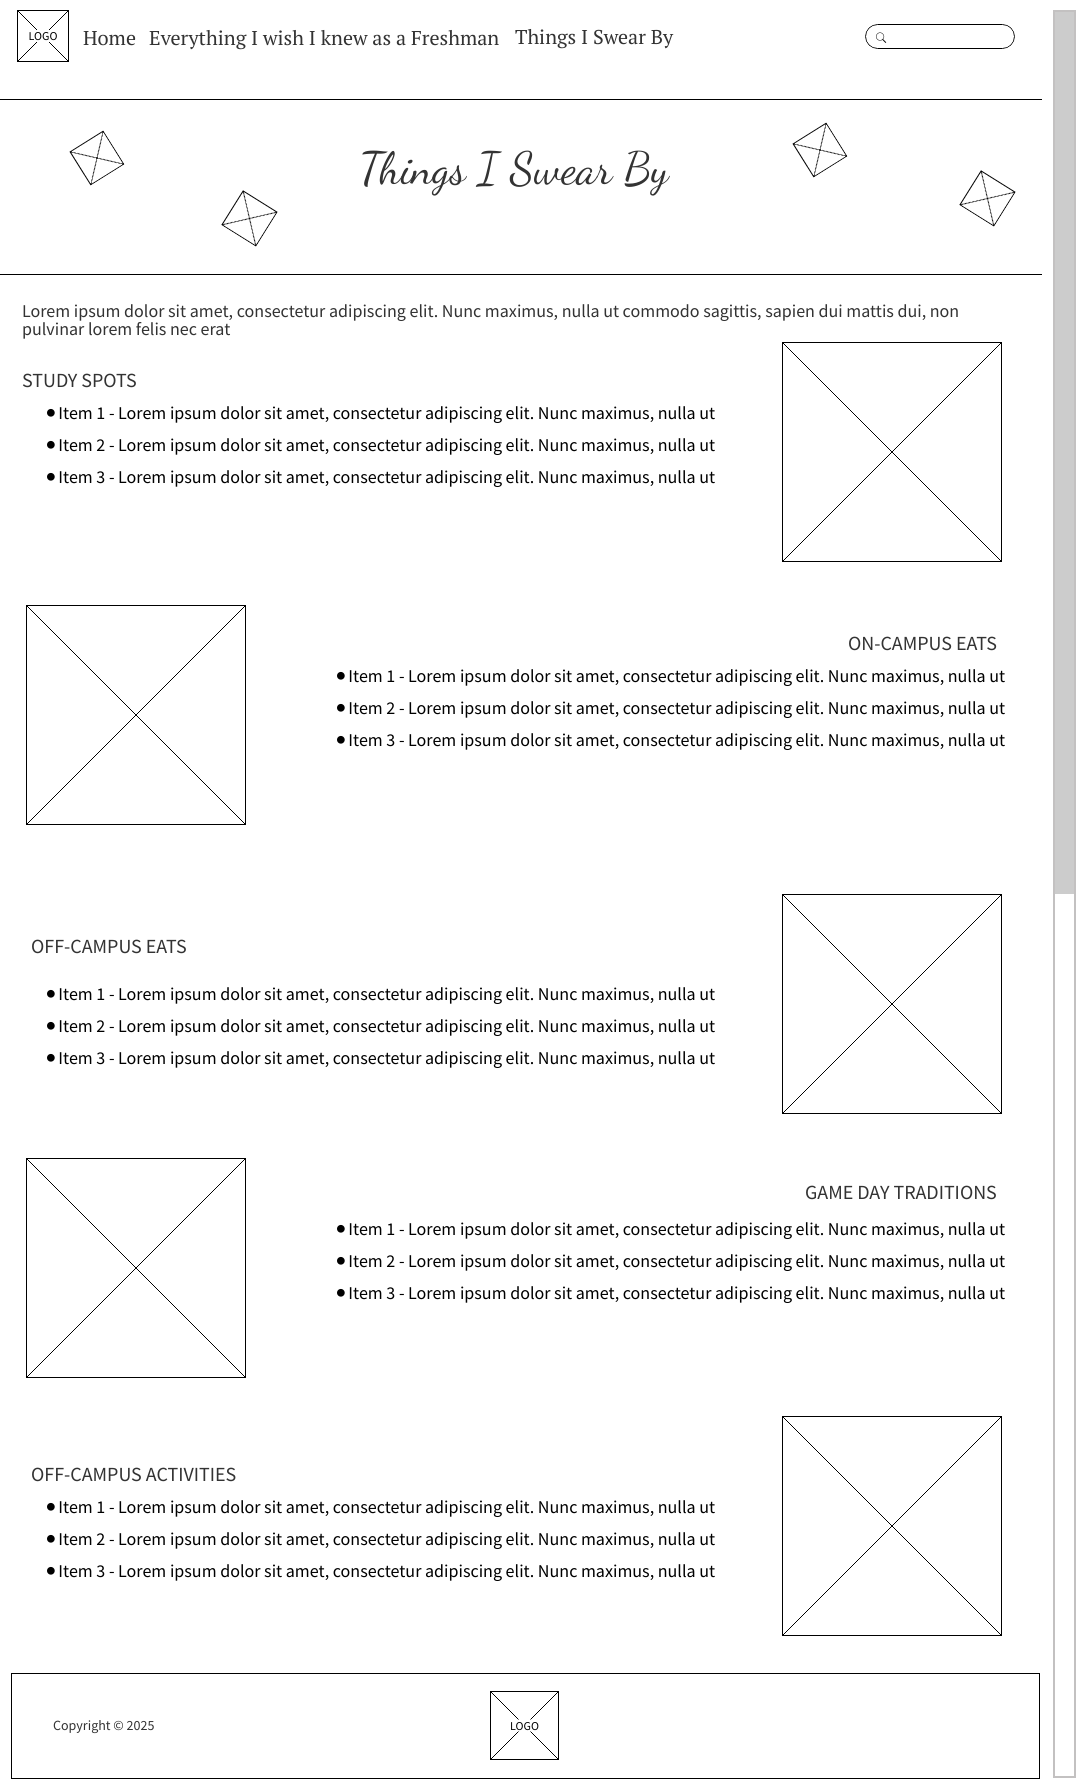 LOGO
Home Everything I wish I knew as a Freshman Things I Swear By
Things I Swear By
Lorem ipsum dolor sit amet, consectetur adipiscing elit. Nunc maximus, nulla ut commodo sagittis, sapien dui mattis dui, non
pulvinar lorem felis nec erat
STUDY SPOTS
● Item 1 - Lorem ipsum dolor sit amet, consectetur adipiscing elit. Nunc maximus, nulla ut
● Item 2 - Lorem ipsum dolor sit amet, consectetur adipiscing elit. Nunc maximus, nulla ut
● Item 3 - Lorem ipsum dolor sit amet, consectetur adipiscing elit. Nunc maximus, nulla ut
ON-CAMPUS EATS
● Item 1 - Lorem ipsum dolor sit amet, consectetur adipiscing elit. Nunc maximus, nulla ut
● Item 2 - Lorem ipsum dolor sit amet, consectetur adipiscing elit. Nunc maximus, nulla ut
● Item 3 - Lorem ipsum dolor sit amet, consectetur adipiscing elit. Nunc maximus, nulla ut
OFF-CAMPUS EATS
● Item 1 - Lorem ipsum dolor sit amet, consectetur adipiscing elit. Nunc maximus, nulla ut
● Item 2 - Lorem ipsum dolor sit amet, consectetur adipiscing elit. Nunc maximus, nulla ut
● Item 3 - Lorem ipsum dolor sit amet, consectetur adipiscing elit. Nunc maximus, nulla ut
GAME DAY TRADITIONS
● Item 1 - Lorem ipsum dolor sit amet, consectetur adipiscing elit. Nunc maximus, nulla ut
● Item 2 - Lorem ipsum dolor sit amet, consectetur adipiscing elit. Nunc maximus, nulla ut
● Item 3 - Lorem ipsum dolor sit amet, consectetur adipiscing elit. Nunc maximus, nulla ut
OFF-CAMPUS ACTIVITIES
● Item 1 - Lorem ipsum dolor sit amet, consectetur adipiscing elit. Nunc maximus, nulla ut
● Item 2 - Lorem ipsum dolor sit amet, consectetur adipiscing elit. Nunc maximus, nulla ut
● Item 3 - Lorem ipsum dolor sit amet, consectetur adipiscing elit. Nunc maximus, nulla ut
Copyright © 2025
LOGO